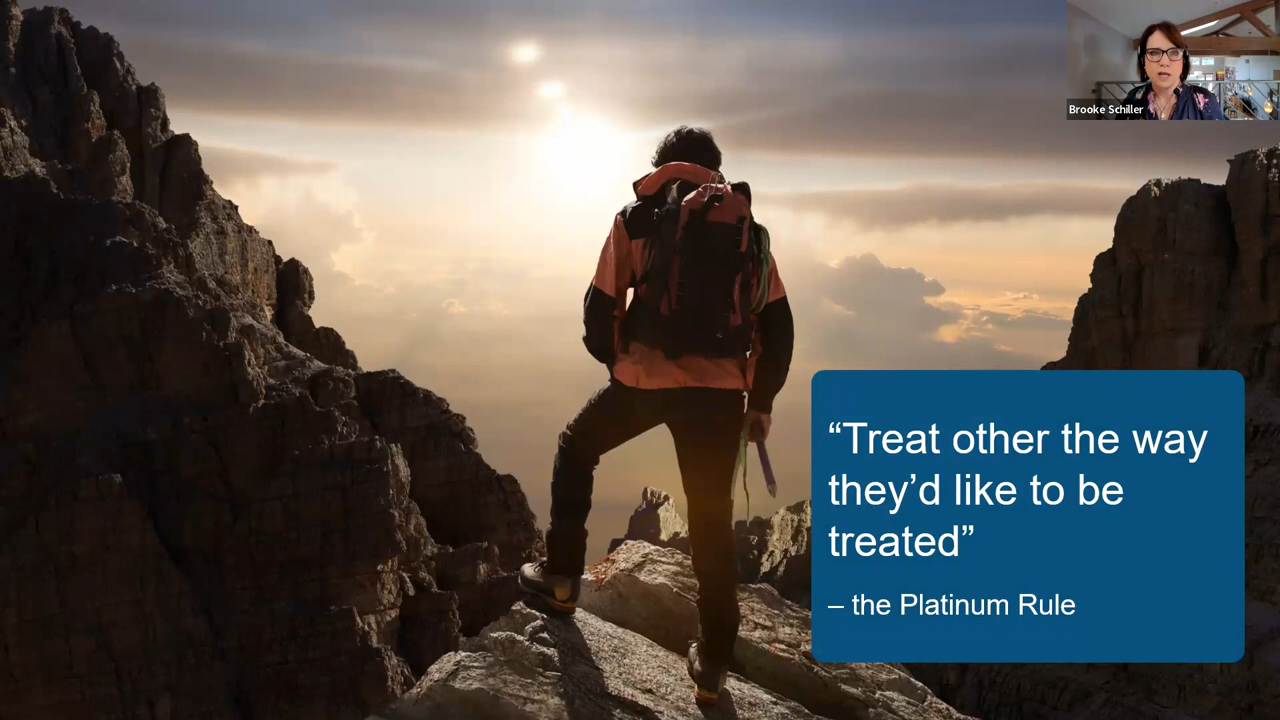 Brooke Schiller
“Treat other the way
they’d like to be
treated”
– the Platinum Rule